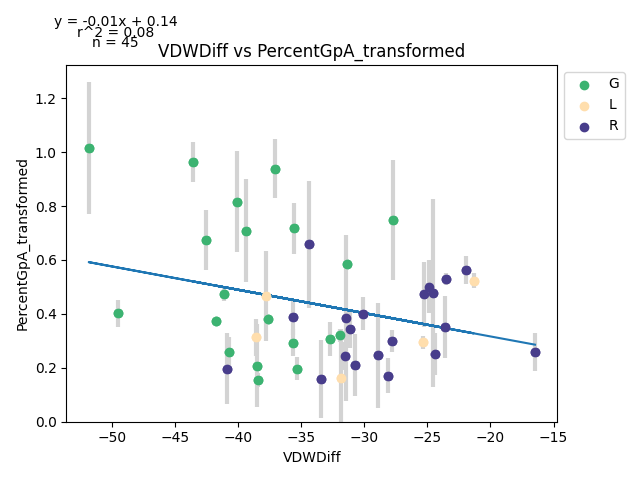 y = -0.01x + 0.14
r^2 = 0.08
n = 45
VDWDiff vs PercentGpA_transformed
G
L
R
PercentGpA_transformed
1.2
1.0
0.8
0.6
0.4
0.2
0.0
−50
−45
−40
−35
−30
−25
−20
−15
VDWDiff